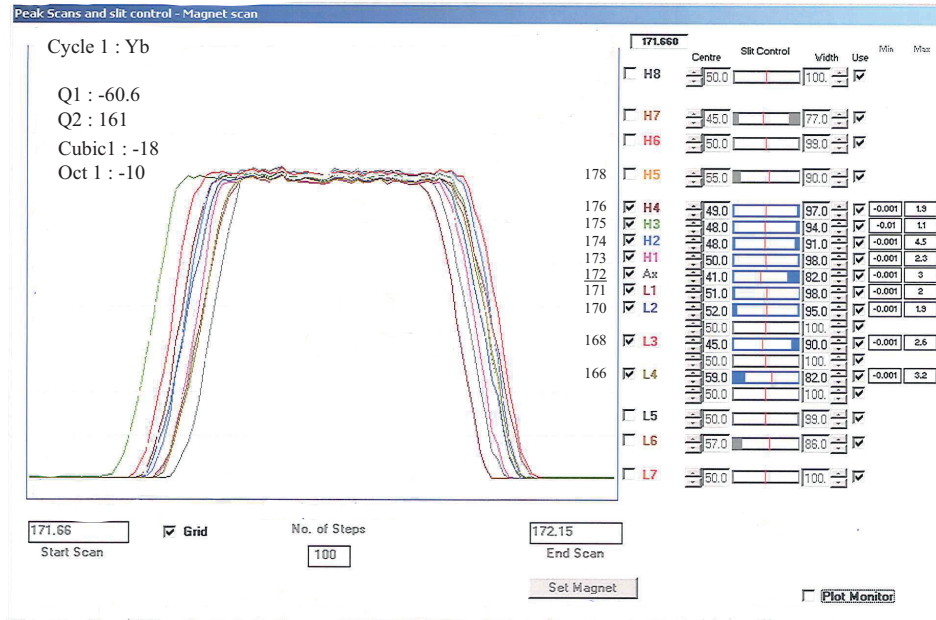 Peak Scans and slit control - Magnet scan
Cycle 1 : Yb
Q1 : -60.6
Q2 : 161
Cubic1 : -18
Oct 1 : -10
171.660
Centre Slit Control Width Use Min Max
H8 50.0 100.
H7 45.0 77.0
H6 50.0 99.0
178 H5 55.0 90.0
176 H4 49.0 97.0 -0.001 1.9
175 H3 48.0 94.0 -0.01 1.1
174 H2 48.0 91.0 -0.001 4.5
173 H1 50.0 98.0 -0.001 2.3
172 Ax 41.0 82.0 -0.001 3
171 L1 51.0 98.0 -0.001 2
170 L2 52.0 95.0 -0.001 1.9
50.0 100.
168 L3 45.0 90.0 -0.001 2.6
50.0 100.
166 L4 59.0 82.0 -0.001 3.2
50.0 100.
L5 50.0 99.0
L6 57.0 86.0
L7 50.0 100.
171.66 Grid No. of Steps 172.15
Start Scan 100 End Scan
Set Magnet
Plot Monitor